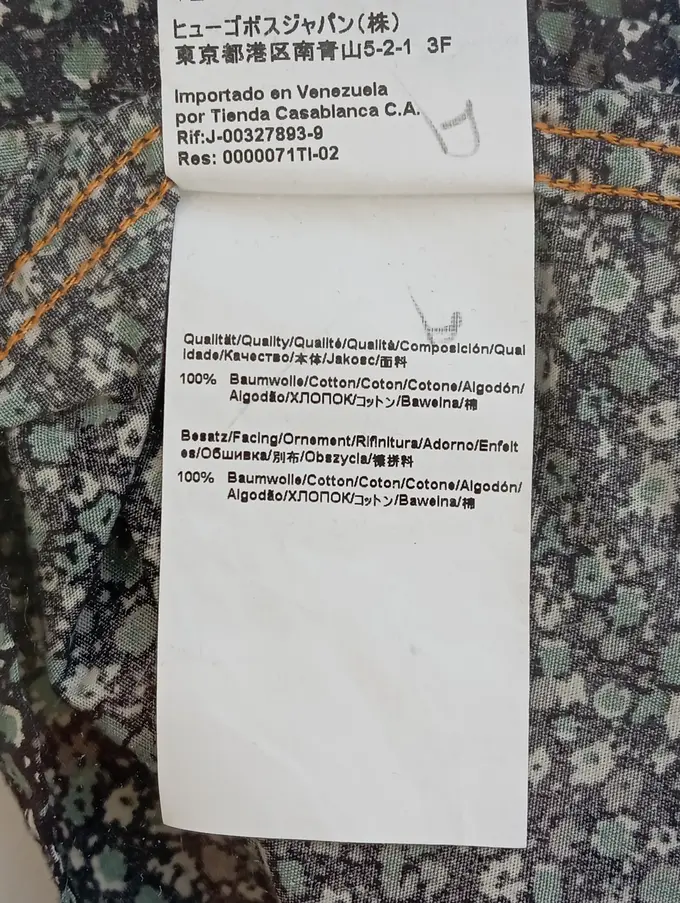 ヒューゴボスジャパン(株)
東京都港区南青山5-2-1 3F
Importado en Venezuela
por Tienda Casablanca C.A.
Rif:J-00327893-9
Res: 0000071TI-02
Qualität/Quality/Qualité/Qualità/Composición/Qual
idade/Качество/本体/Jakosc/面料
100% Baumwolle/Cotton/Coton/Cotone/Algodón/
Algodão/ХЛОПОК/コットン/Bawelna/棉
Besatz/Facing/Ornement/Rifinitura/Adorno/Enfeit
es/Обшивка/別布/Obszycia/镶拼料
100% Baumwolle/Cotton/Coton/Cotone/Algodón/
Algodão/ХЛОПОК/コットン/Bawelna/棉